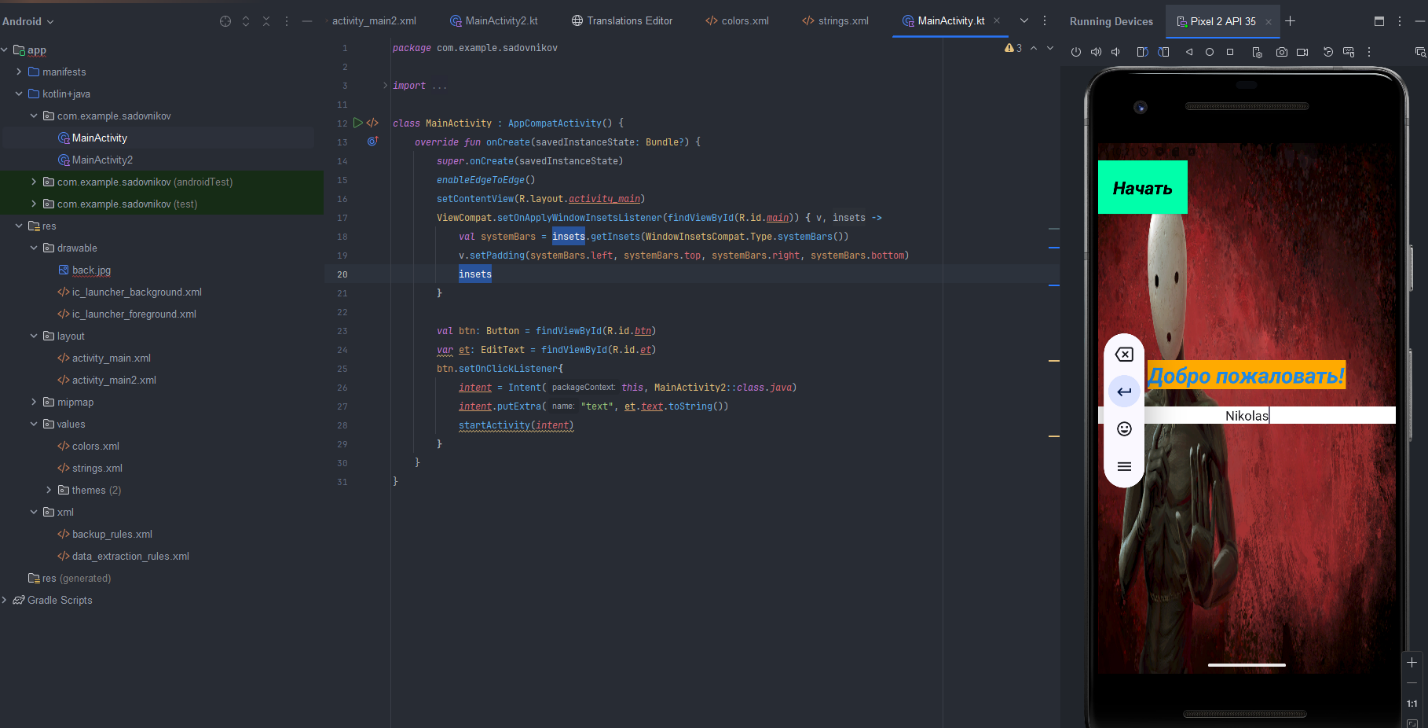 Android
activity_main2.xml
MainActivity2.kt
Translations Editor
colors.xml
strings.xml
MainActivity.kt
Running Devices
Pixel 2 API 35
app
manifests
kotlin+java
com.example.sadovnikov
MainActivity
MainActivity2
com.example.sadovnikov (androidTest)
com.example.sadovnikov (test)
res
drawable
back.jpg
ic_launcher_background.xml
ic_launcher_foreground.xml
layout
activity_main.xml
activity_main2.xml
mipmap
values
colors.xml
strings.xml
themes (2)
xml
backup_rules.xml
data_extraction_rules.xml
res (generated)
Gradle Scripts
3
1 package com.example.sadovnikov
2
3 import ...
11
12 class MainActivity : AppCompatActivity() {
13 override fun onCreate(savedInstanceState: Bundle?) {
14 super.onCreate(savedInstanceState)
15 enableEdgeToEdge()
16 setContentView(R.layout.activity_main)
17 ViewCompat.setOnApplyWindowInsetsListener(findViewById(R.id.main)) { v, insets ->
18 val systemBars = insets.getInsets(WindowInsetsCompat.Type.systemBars())
19 v.setPadding(systemBars.left, systemBars.top, systemBars.right, systemBars.bottom)
20 insets
21 }
22
23 val btn: Button = findViewById(R.id.btn)
24 var et: EditText = findViewById(R.id.et)
25 btn.setOnClickListener{
26 intent = Intent( packageContext: this, MainActivity2::class.java)
27 intent.putExtra( name: "text", et.text.toString())
28 startActivity(intent)
29 }
30 }
31 }
Начать
Добро пожаловать!
Nikolas
1:1